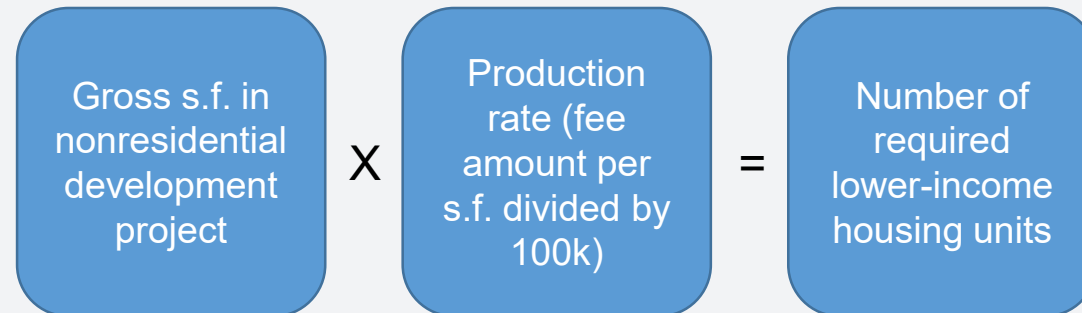 Gross s.f. in
nonresidential
development
project
X
Production
rate (fee
amount per
s.f. divided by
100k)
=
Number of
required
lower-income
housing units